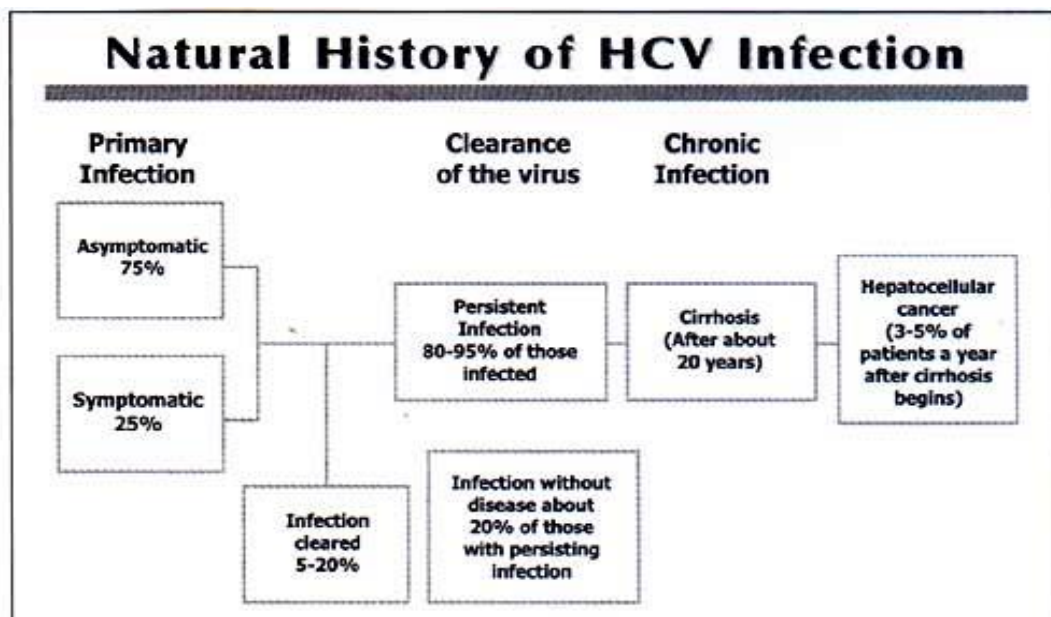 Natural History of HCV Infection
Primary
Infection
Clearance
of the virus
Chronic
Infection
Asymptomatic
75%
Symptomatic
25%
Infection
cleared
5-20%
Persistent
Infection
80-95% of those
infected
Infection without
disease about
20% of those
with persisting
infection
Cirrhosis
(After about
20 years)
Hepatocellular
cancer
(3-5% of
patients a year
after cirrhosis
begins)